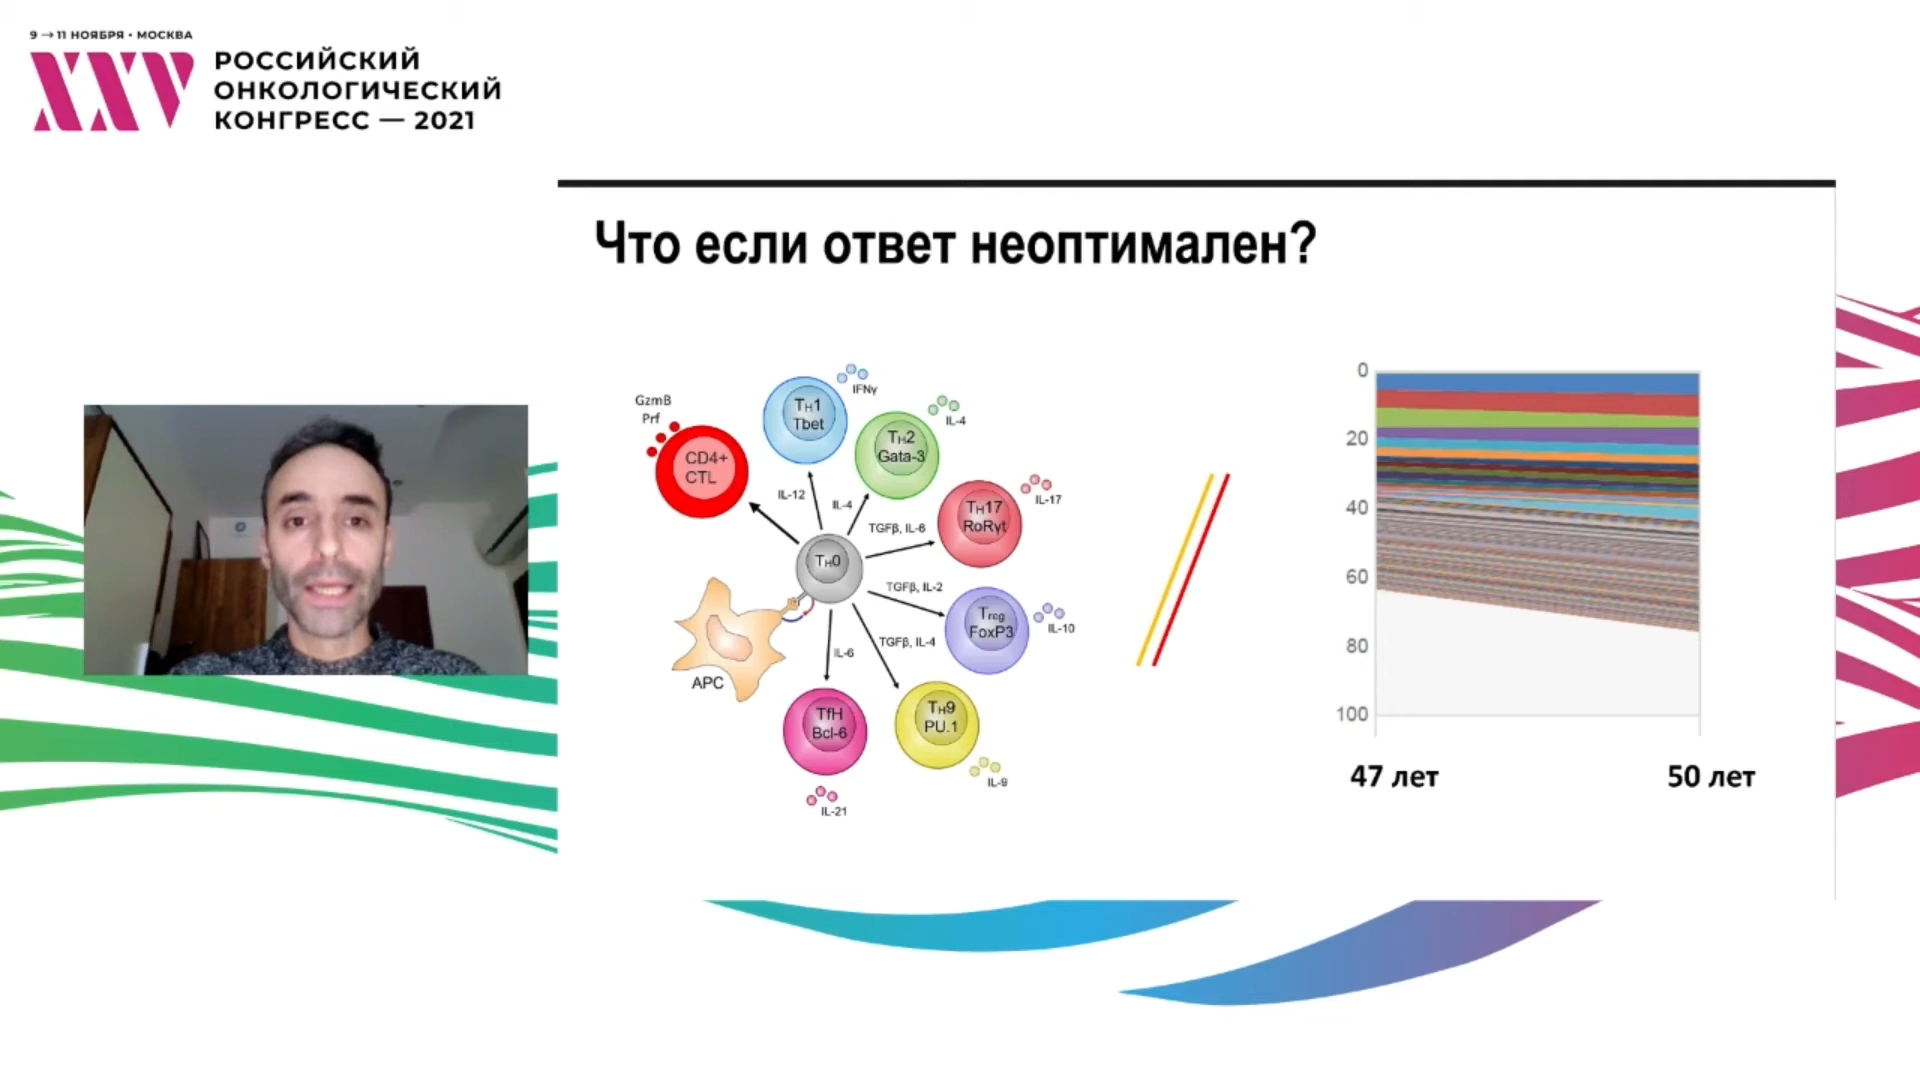 9 → 11 НОЯБРЯ • МОСКВА
XXV
РОССИЙСКИЙ
ОНКОЛОГИЧЕСКИЙ
КОНГРЕСС — 2021
Что если ответ неоптимален?
GzmB
Prf
CD4+
CTL
TH1
Tbet
IFNγ
TH2
Gata-3
IL-4
TH17
RoRγt
IL-17
IL-12
IL-4
TGFβ, IL-6
TH0
TGFβ, IL-2
Treg
FoxP3
IL-10
TGFβ, IL-4
IL-6
APC
TfH
Bcl-6
IL-21
TH9
PU.1
IL-9
0
20
40
60
80
100
47 лет
50 лет